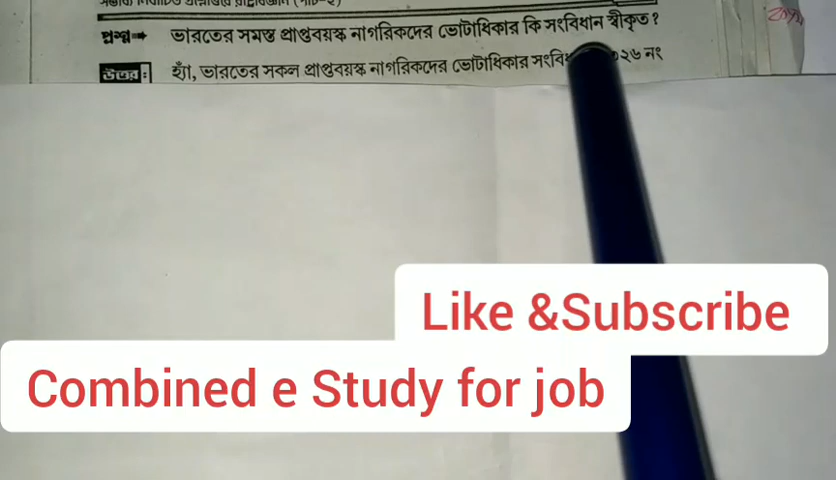 প্রশ্ন ভারতের সমস্ত প্রাপ্তবয়স্ক নাগরিকদের ভোটাধিকার কি সংবিধান স্বীকৃত?
উত্তর: হ্যাঁ, ভারতের সকল প্রাপ্তবয়স্ক নাগরিকদের ভোটাধিকার নং
Like &Subscribe
Combined e Study for job